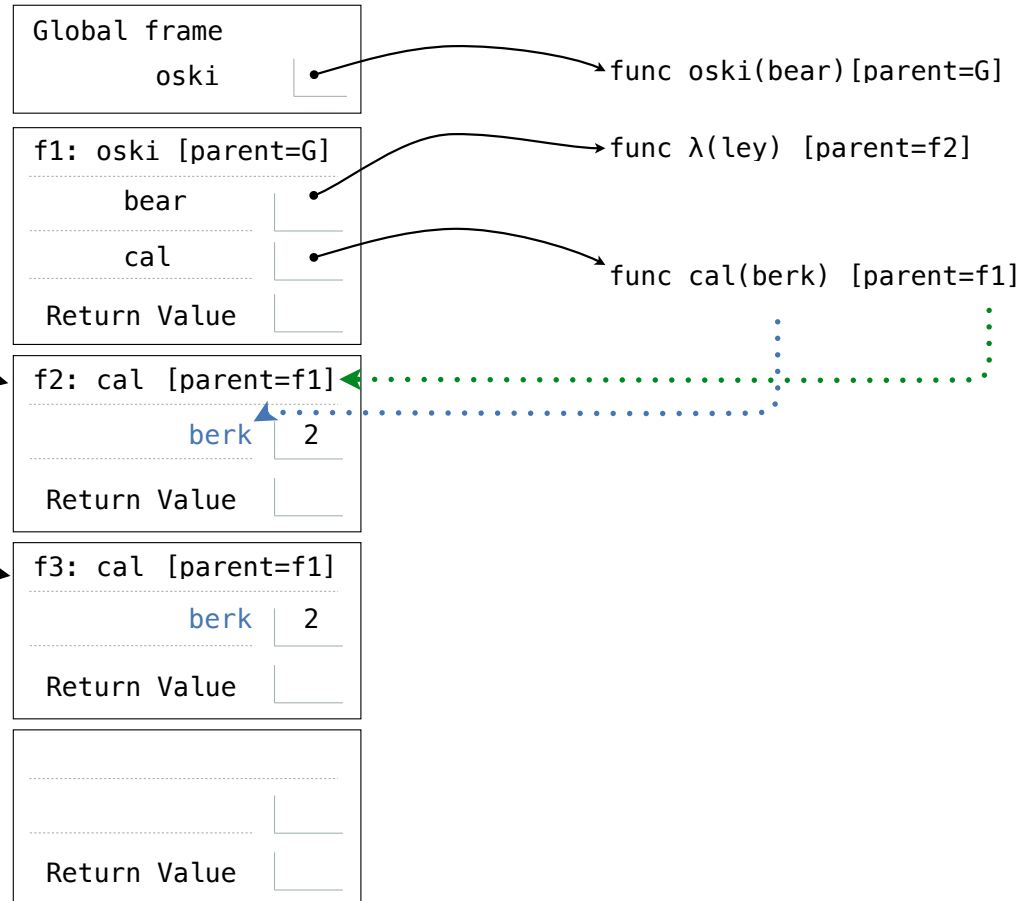 Global frame
oski
func oski(bear)[parent=G]
f1: oski [parent=G]
func λ(ley) [parent=f2]
bear
cal
func cal(berk) [parent=f1]
Return Value
f2: cal [parent=f1]
berk 2
Return Value
f3: cal [parent=f1]
berk 2
Return Value
Return Value